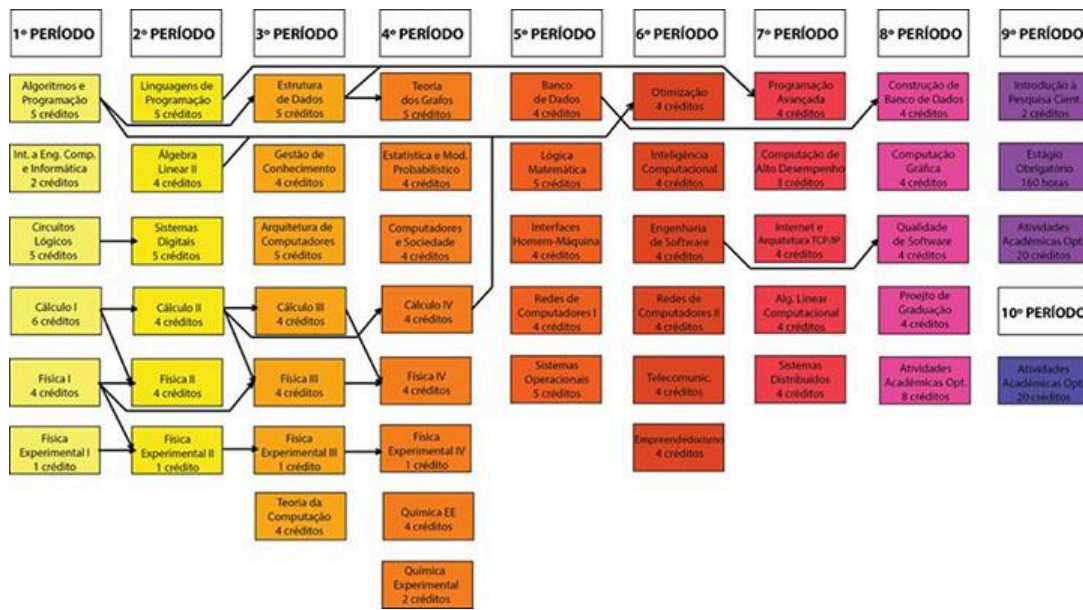 1º PERÍODO
2º PERÍODO
3º PERÍODO
4º PERÍODO
5º PERÍODO
6º PERÍODO
7º PERÍODO
8º PERÍODO
9º PERÍODO
Algoritmos e
Programação
5 créditos
Linguagens de
Programação
5 créditos
Estrutura
de Dados
5 créditos
Teoria
dos Grafos
5 créditos
Banco
de Dados
4 créditos
Otimização
4 créditos
Programação
Avançada
4 créditos
Construção de
Banco de Dados
4 créditos
Introdução à
Pesquisa Cient.
2 créditos
Int. a Eng. Comp.
e Informática
2 créditos
Álgebra
Linear II
4 créditos
Gestão de
Conhecimento
4 créditos
Estatística e Mod.
Probabilístico
4 créditos
Lógica
Matemática
5 créditos
Inteligência
Computacional
4 créditos
Computação de
Alto Desempenho
3 créditos
Computação
Gráfica
4 créditos
Estágio
Obrigatório
160 horas
Circuitos
Lógicos
5 créditos
Sistemas
Digitais
5 créditos
Arquitetura de
Computadores
5 créditos
Computadores
e Sociedade
4 créditos
Interfaces
Homem-Máquina
4 créditos
Engenharia
de Software
4 créditos
Internet e
Arquitetura TCP/IP
4 créditos
Qualidade
de Software
4 créditos
Atividades
Académicas Opt.
20 créditos
Cálculo I
6 créditos
Cálculo II
4 créditos
Cálculo III
4 créditos
Cálculo IV
4 créditos
Redes de
Computadores I
4 créditos
Redes de
Computadores II
4 créditos
Alg. Linear
Computacional
4 créditos
Proejto de
Graduação
4 créditos
10º PERÍODO
Física I
4 créditos
Física II
4 créditos
Física III
4 créditos
Física IV
4 créditos
Sistemas
Operacionais
5 créditos
Telecomunic.
4 créditos
Sistemas
Distribuídos
4 créditos
Atividades
Académicas Opt.
8 créditos
Atividades
Académicas Opt.
20 créditos
Física
Experimental I
1 crédito
Física
Experimental II
1 crédito
Física
Experimental III
1 crédito
Física
Experimental IV
1 crédito
4 créditos
Teoria da
Computação
4 créditos
Química EE
4 créditos
Química
Experimental
2 créditos